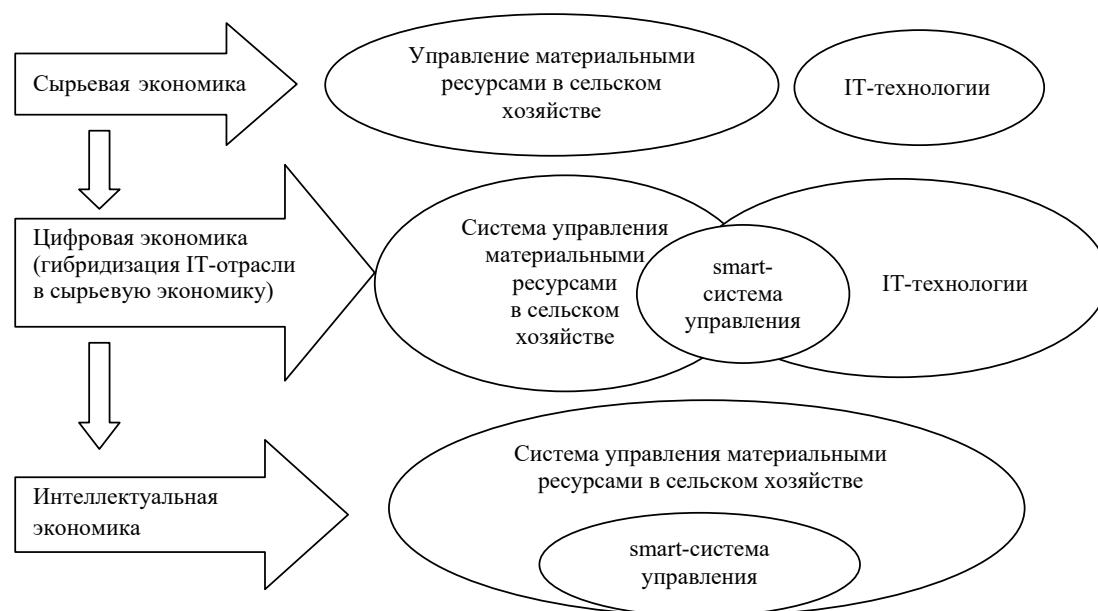 Сырьевая экономика
Управление материальными
ресурсами в сельском
хозяйстве
IT-технологии
Цифровая экономика
(гибридизация IT-отрасли
в сырьевую экономику)
Система управления
материальными
ресурсами
в сельском
хозяйстве
smart-
система
управления
IT-технологии
Интеллектуальная
экономика
Система управления материальными
ресурсами в сельском хозяйстве
smart-система
управления